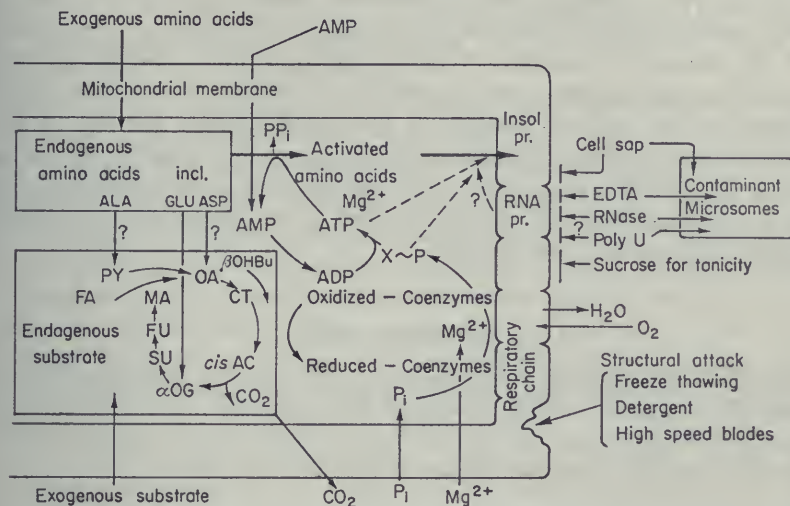 Exogenous amino acids
AMP
Mitochondrial membrane
Insol
pr.
PPi
Activated
amino acids
Endogenous
amino acids incl.
ALA GLU ASP
Mg2+
RNA
pr.
?
Cell sap
EDTA
RNase
?
Poly U
Sucrose for tonicity
Contaminant
Microsomes
? ?
AMP
ATP
X~P
ADP
PY
OA
βOHBu
FA
MA
CT
Endagenous
substrate
FU
SU
cis AC
αOG
CO2
Oxidized – Coenzymes
Mg2+
Reduced – Coenzymes
Pi
Respiratory
chain
H2O
O2
Structural attack
Freeze thawing
Detergent
High speed blades
Exogenous substrate
CO2
Pi
Mg2+